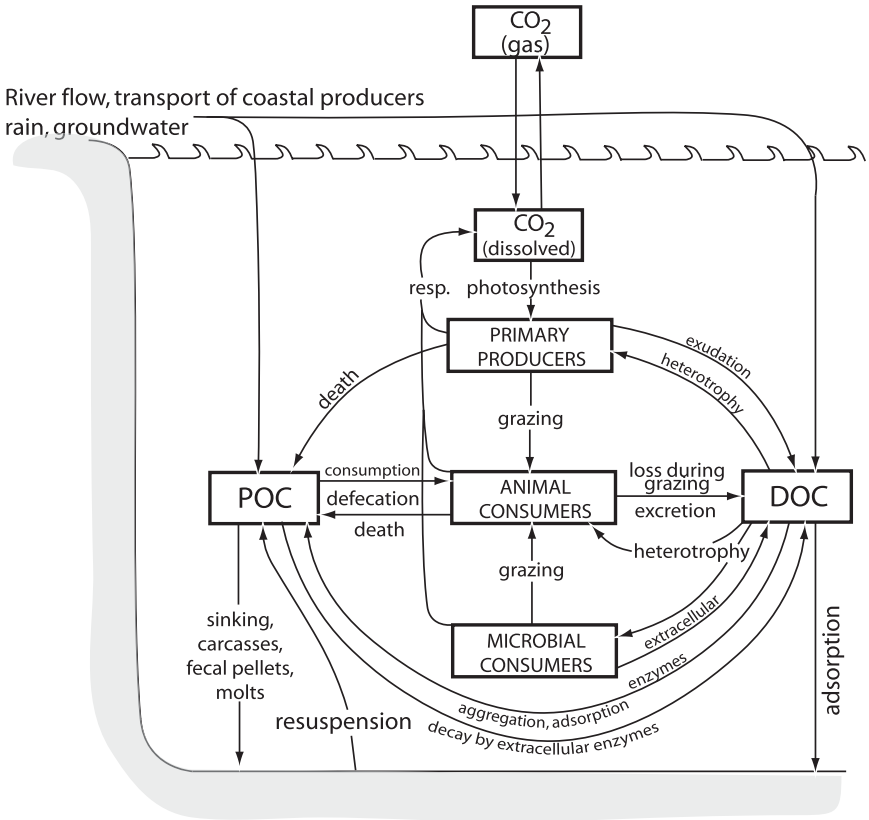 CO2
(gas)
River flow, transport of coastal producers
rain, groundwater
CO2
(dissolved)
resp.
photosynthesis
PRIMARY
PRODUCERS
exudation
heterotrophy
death
grazing
POC
consumption
defecation
death
ANIMAL
CONSUMERS
loss during
grazing
excretion
DOC
heterotrophy
grazing
MICROBIAL
CONSUMERS
extracellular
enzymes
aggregation, adsorption
decay by extracellular enzymes
sinking,
carcasses,
fecal pellets,
molts
resuspension
adsorption